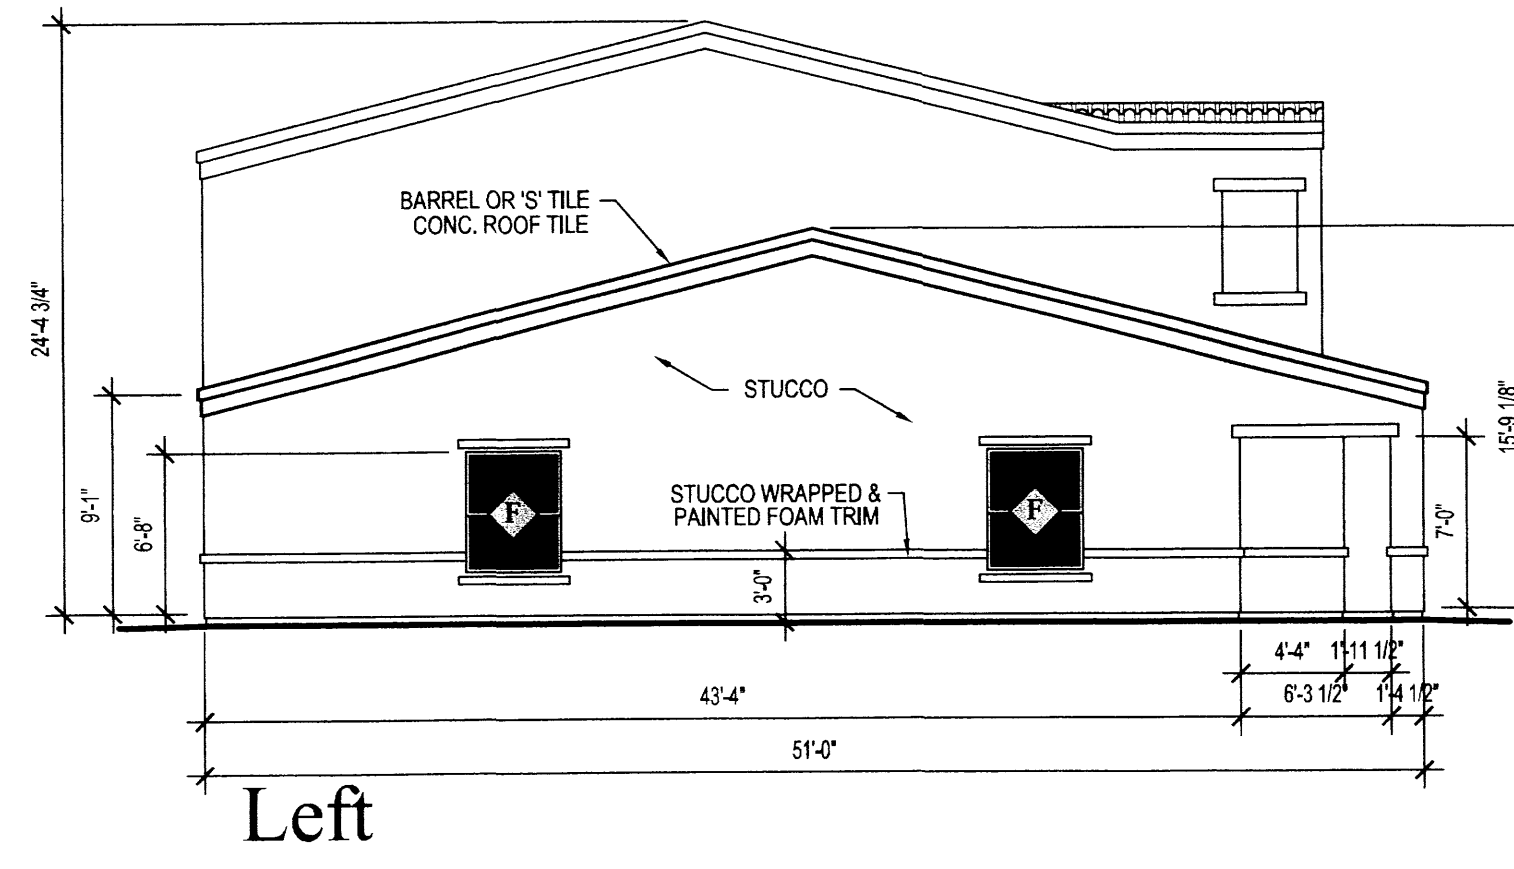 BARREL OR 'S' TILE
CONC. ROOF TILE
24'-4 3/4"
STUCCO
15'-9 1/8"
9'-1"
6'-8"
F
F
STUCCO WRAPPED &
PAINTED FOAM TRIM
7'-0"
3'-0"
4'-4" 1'-11 1/2"
43'-4" 6'-3 1/2" 1'-4 1/2"
51'-0"
Left